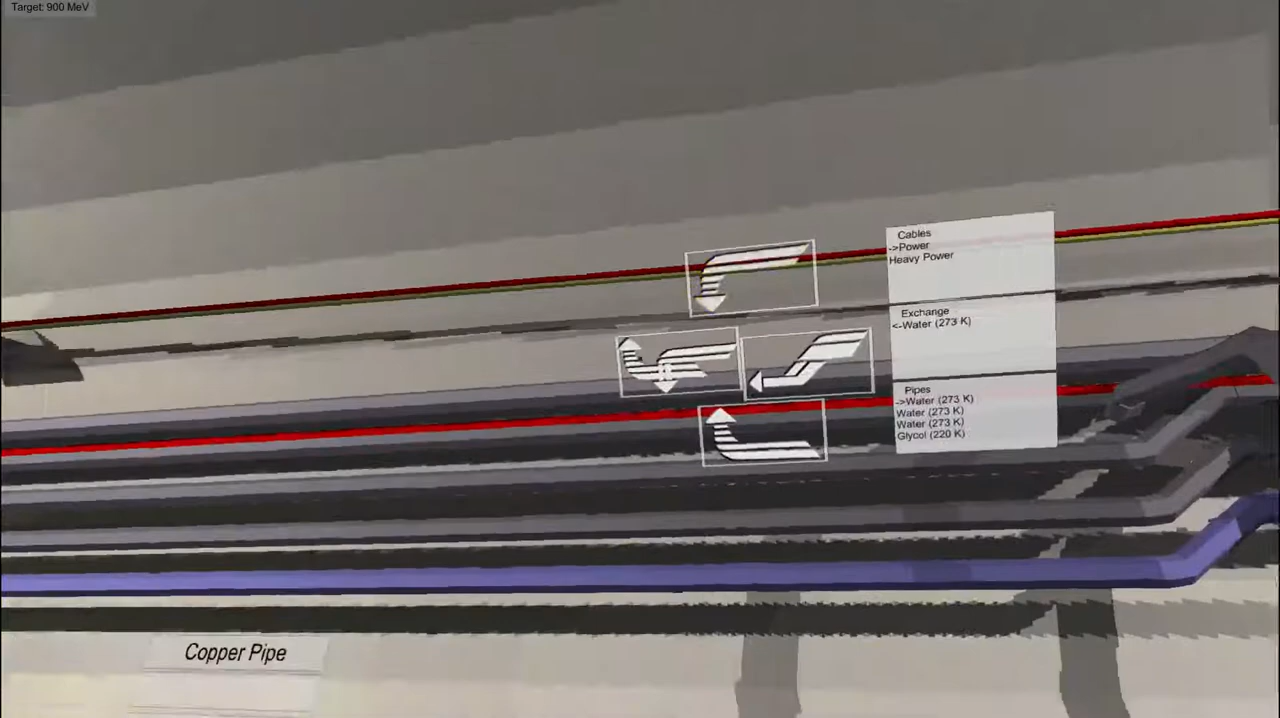 Target: 900 MeV
Cables
->Power
Heavy Power
Exchange
<-Water (273 K)
Pipes
->Water (273 K)
Water (273 K)
Water (273 K)
Glycol (220 K)
Copper Pipe